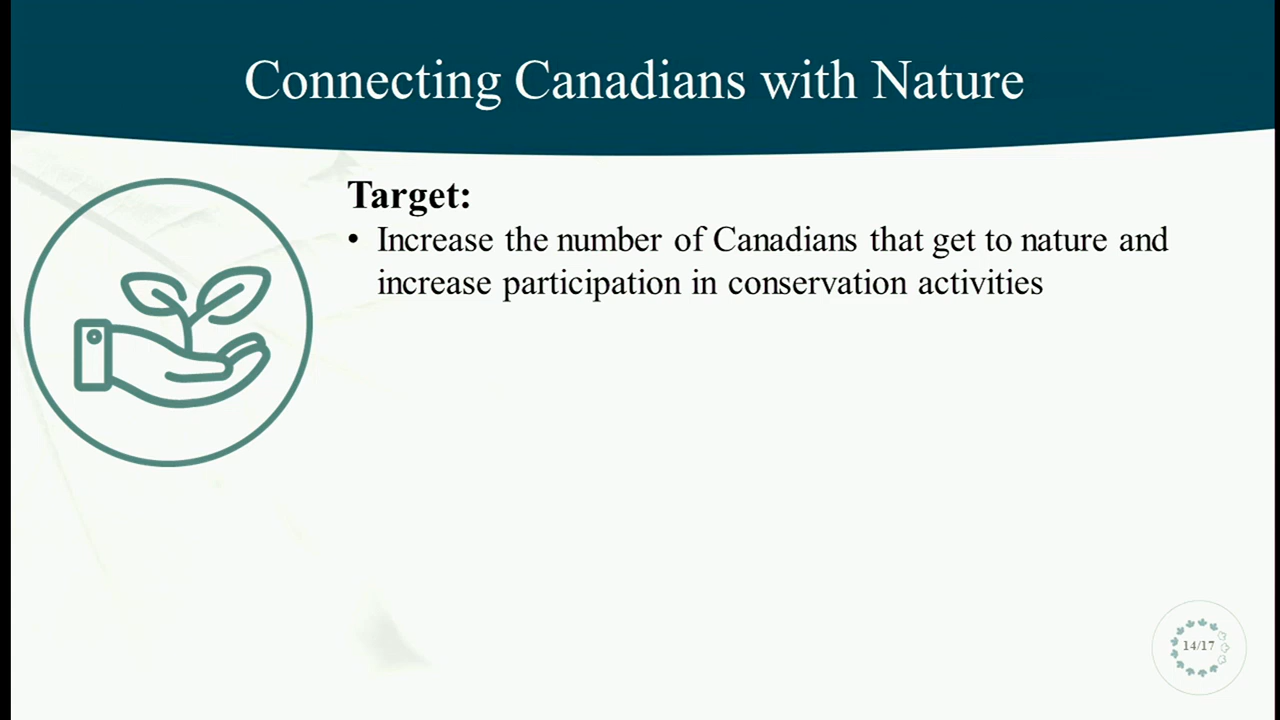 Connecting Canadians with Nature
Target:
• Increase the number of Canadians that get to nature and
increase participation in conservation activities
14/17